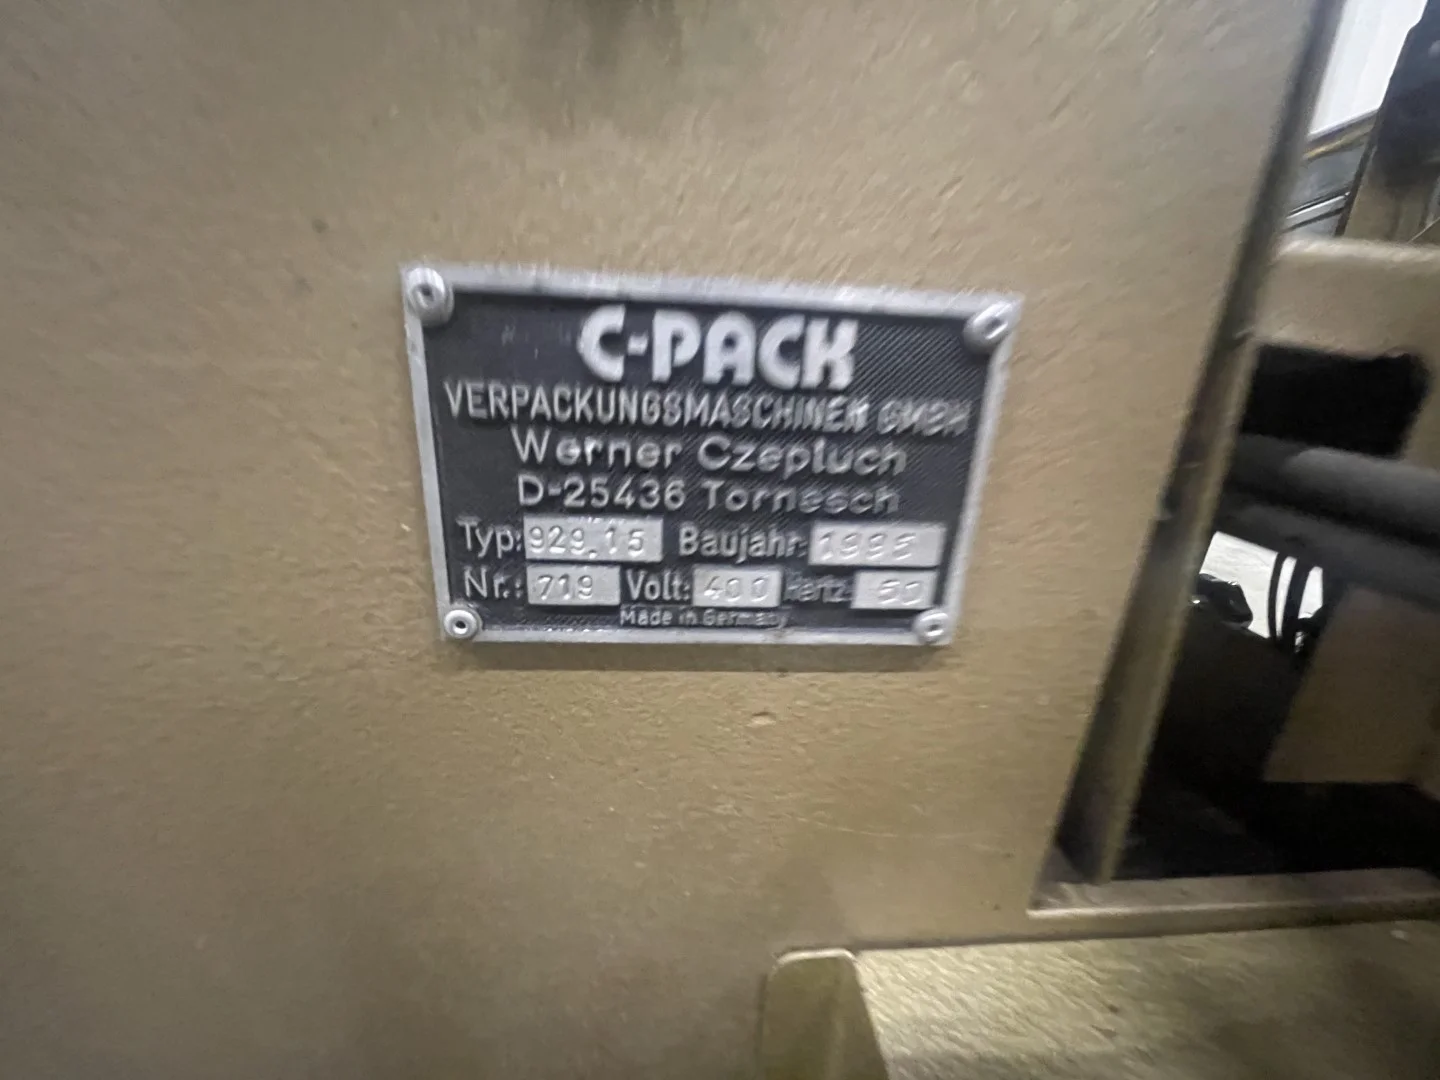 C-PACK
VERPACKUNGSMASCHINEN GMBH
Werner Czepluch
D-25436 Tornesch
Typ: 929.15 Baujahr: 1995
Nr.: 719 Volt: 400 Hertz: 50
Made in Germany